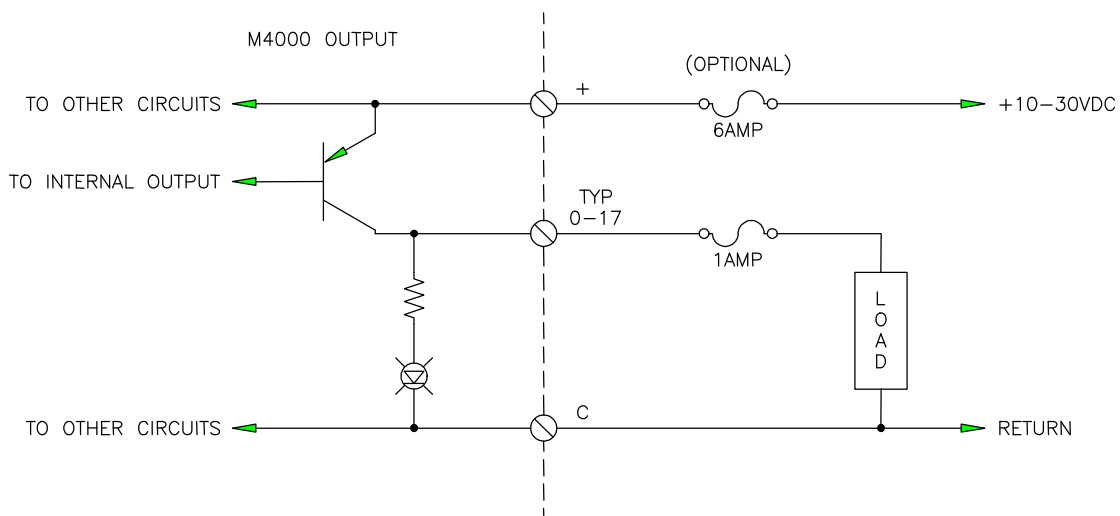 M4000 OUTPUT
(OPTIONAL)
TO OTHER CIRCUITS
+
6AMP
+10-30VDC
TO INTERNAL OUTPUT
TYP
0-17
1AMP
L
O
A
D
TO OTHER CIRCUITS
C
RETURN